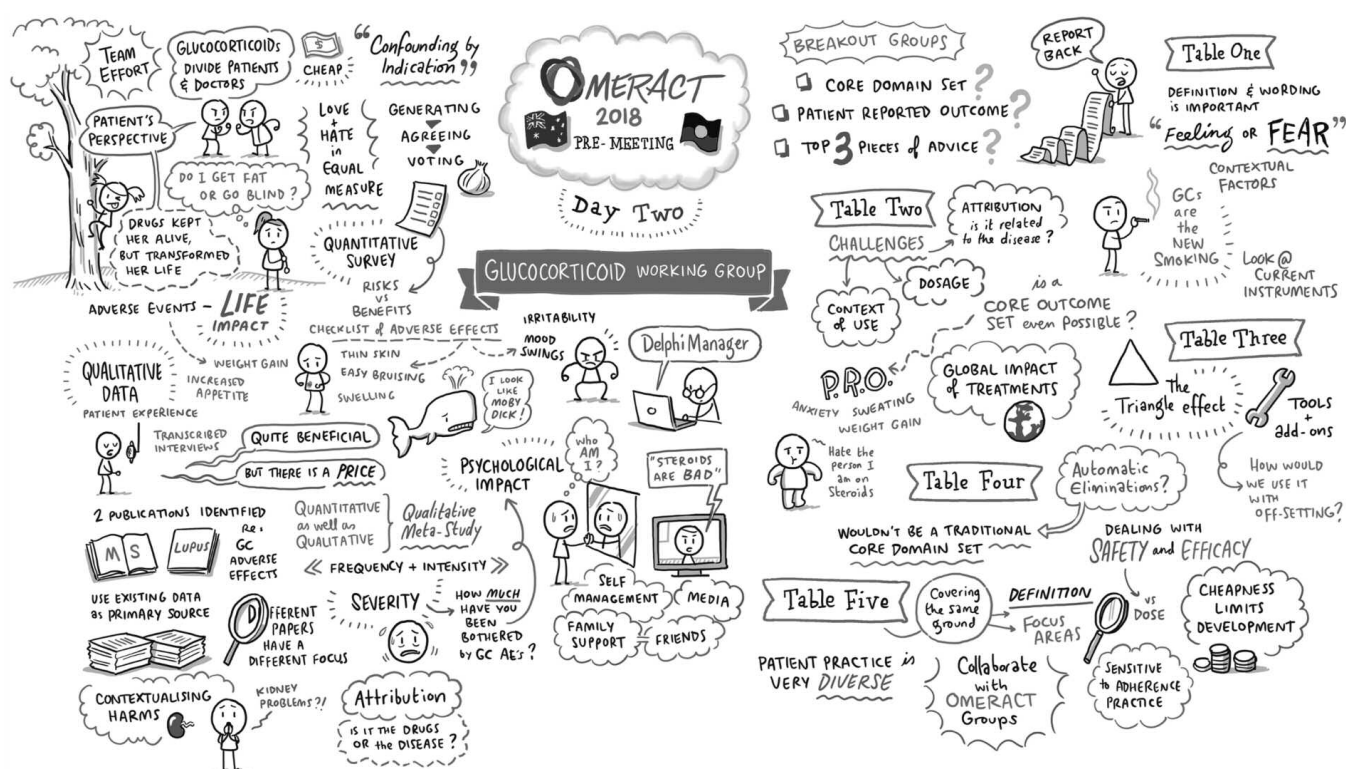 TEAM
EFFORT
GLUCOCORTICOIDS
DIVIDE PATIENTS
& DOCTORS
$
CHEAP
"Confounding by
Indication"
PATIENT'S
PERSPECTIVE
DO I GET FAT
OR GO BLIND?
DRUGS KEPT
HER ALIVE,
BUT TRANSFORMED
HER LIFE
LOVE
+
HATE
in
EQUAL
MEASURE
GENERATING
AGREEING
VOTING
QUANTITATIVE
SURVEY
RISKS
VS
BENEFITS
ADVERSE EVENTS - LIFE
IMPACT
CHECKLIST of ADVERSE EFFECTS
WEIGHT GAIN
INCREASED
APPETITE
THIN SKIN
EASY BRUISING
SWELLING
IRRITABILITY
MOOD
SWINGS
QUALITATIVE
DATA
PATIENT EXPERIENCE
TRANSCRIBED
INTERVIEWS
QUITE BENEFICIAL
BUT THERE IS A PRICE
I LOOK
LIKE
MOBY
DICK!
DelphiManager
PSYCHOLOGICAL
IMPACT
Who
AM
I?
"STEROIDS
ARE BAD"
2 PUBLICATIONS IDENTIFIED
MS
LUPUS
Re:
GC
ADVERSE
EFFECTS
QUANTITATIVE
as well as
QUALITATIVE
Qualitative
Meta-Study
FREQUENCY + INTENSITY
USE EXISTING DATA
as PRIMARY SOURCE
DIFFERENT
PAPERS
HAVE A
DIFFERENT FOCUS
SEVERITY
HOW MUCH
HAVE YOU
BEEN
BOTHERED
by GC AE's?
SELF
MANAGEMENT
MEDIA
FAMILY
SUPPORT
FRIENDS
CONTEXTUALISING
HARMS
KIDNEY
PROBLEMS?!
Attribution
IS IT THE DRUGS
OR the DISEASE?
OMERACT
2018
PRE-MEETING
Day Two
GLUCOCORTICOID WORKING GROUP
BREAKOUT GROUPS
CORE DOMAIN SET?
PATIENT REPORTED OUTCOME?
TOP 3 PIECES of ADVICE?
REPORT
BACK
Table One
DEFINITION & WORDING
is IMPORTANT
"Feeling OR FEAR"
CONTEXTUAL
FACTORS
GCs
are
the
NEW
SMOKING
LOOK @
CURRENT
INSTRUMENTS
Table Two
CHALLENGES
ATTRIBUTION
is it related
to the disease?
DOSAGE
CONTEXT
of USE
is a
CORE OUTCOME
SET even POSSIBLE?
P.R.O.
ANXIETY SWEATING
WEIGHT GAIN
Hate the
person I
am on
Steroids
GLOBAL IMPACT
of TREATMENTS
Table Three
The
Triangle effect
TOOLS
+
add-ons
HOW WOULD
WE USE IT
WITH
OFF-SETTING?
Table Four
Automatic
Eliminations?
WOULDN'T BE A TRADITIONAL
CORE DOMAIN SET
DEALING WITH
SAFETY and EFFICACY
vs
DOSE
CHEAPNESS
LIMITS
DEVELOPMENT
Table Five
Covering
the same
ground
DEFINITION
FOCUS
AREAS
PATIENT PRACTICE is
VERY DIVERSE
Collaborate
with
OMERACT
Groups
SENSITIVE
to ADHERENCE
PRACTICE